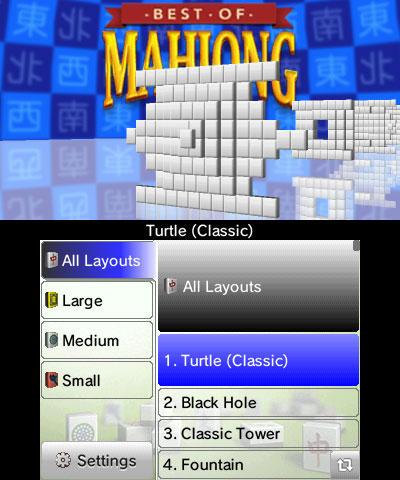 BEST OF
MAHJONG
Turtle (Classic)
All Layouts
Large
Medium
Small
Settings
All Layouts
1. Turtle (Classic)
2. Black Hole
3. Classic Tower
4. Fountain